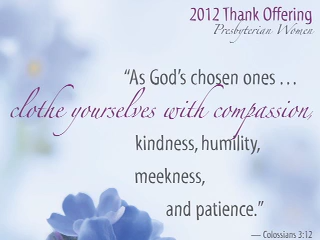 2012 Thank Offering
Presbyterian Women
“As God’s chosen ones …
clothe yourselves with compassion,
kindness, humility,
meekness,
and patience.”
— Colossians 3:12